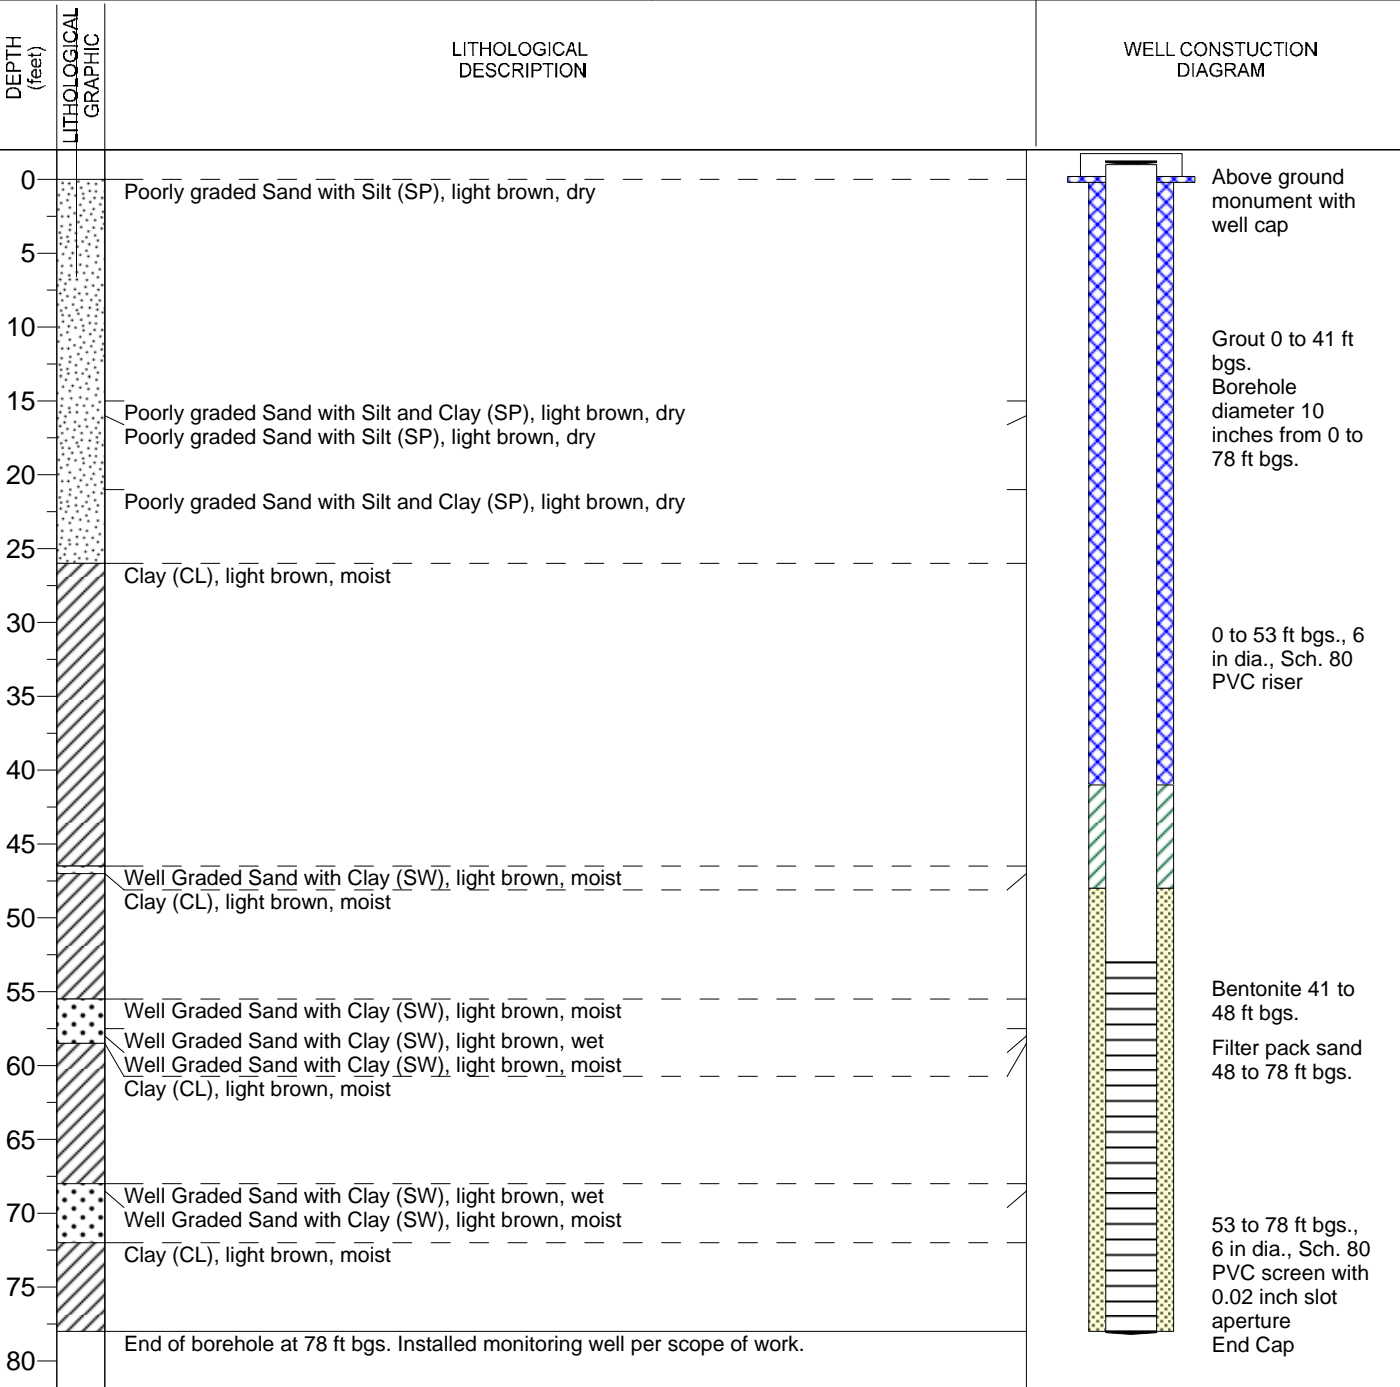 DEPTH
(feet)
LITHOLOGICAL
GRAPHIC
LITHOLOGICAL
DESCRIPTION
WELL CONSTUCTION
DIAGRAM
0
5
10
15
20
25
30
35
40
45
50
55
60
65
70
75
80
Poorly graded Sand with Silt (SP), light brown, dry
Poorly graded Sand with Silt and Clay (SP), light brown, dry
Poorly graded Sand with Silt (SP), light brown, dry
Poorly graded Sand with Silt and Clay (SP), light brown, dry
Clay (CL), light brown, moist
Well Graded Sand with Clay (SW), light brown, moist
Clay (CL), light brown, moist
Well Graded Sand with Clay (SW), light brown, moist
Well Graded Sand with Clay (SW), light brown, wet
Well Graded Sand with Clay (SW), light brown, moist
Clay (CL), light brown, moist
Well Graded Sand with Clay (SW), light brown, wet
Well Graded Sand with Clay (SW), light brown, moist
Clay (CL), light brown, moist
End of borehole at 78 ft bgs. Installed monitoring well per scope of work.
Above ground
monument with
well cap
Grout 0 to 41 ft
bgs.
Borehole
diameter 10
inches from 0 to
78 ft bgs.
0 to 53 ft bgs., 6
in dia., Sch. 80
PVC riser
Bentonite 41 to
48 ft bgs.
Filter pack sand
48 to 78 ft bgs.
53 to 78 ft bgs.,
6 in dia., Sch. 80
PVC screen with
0.02 inch slot
aperture
End Cap